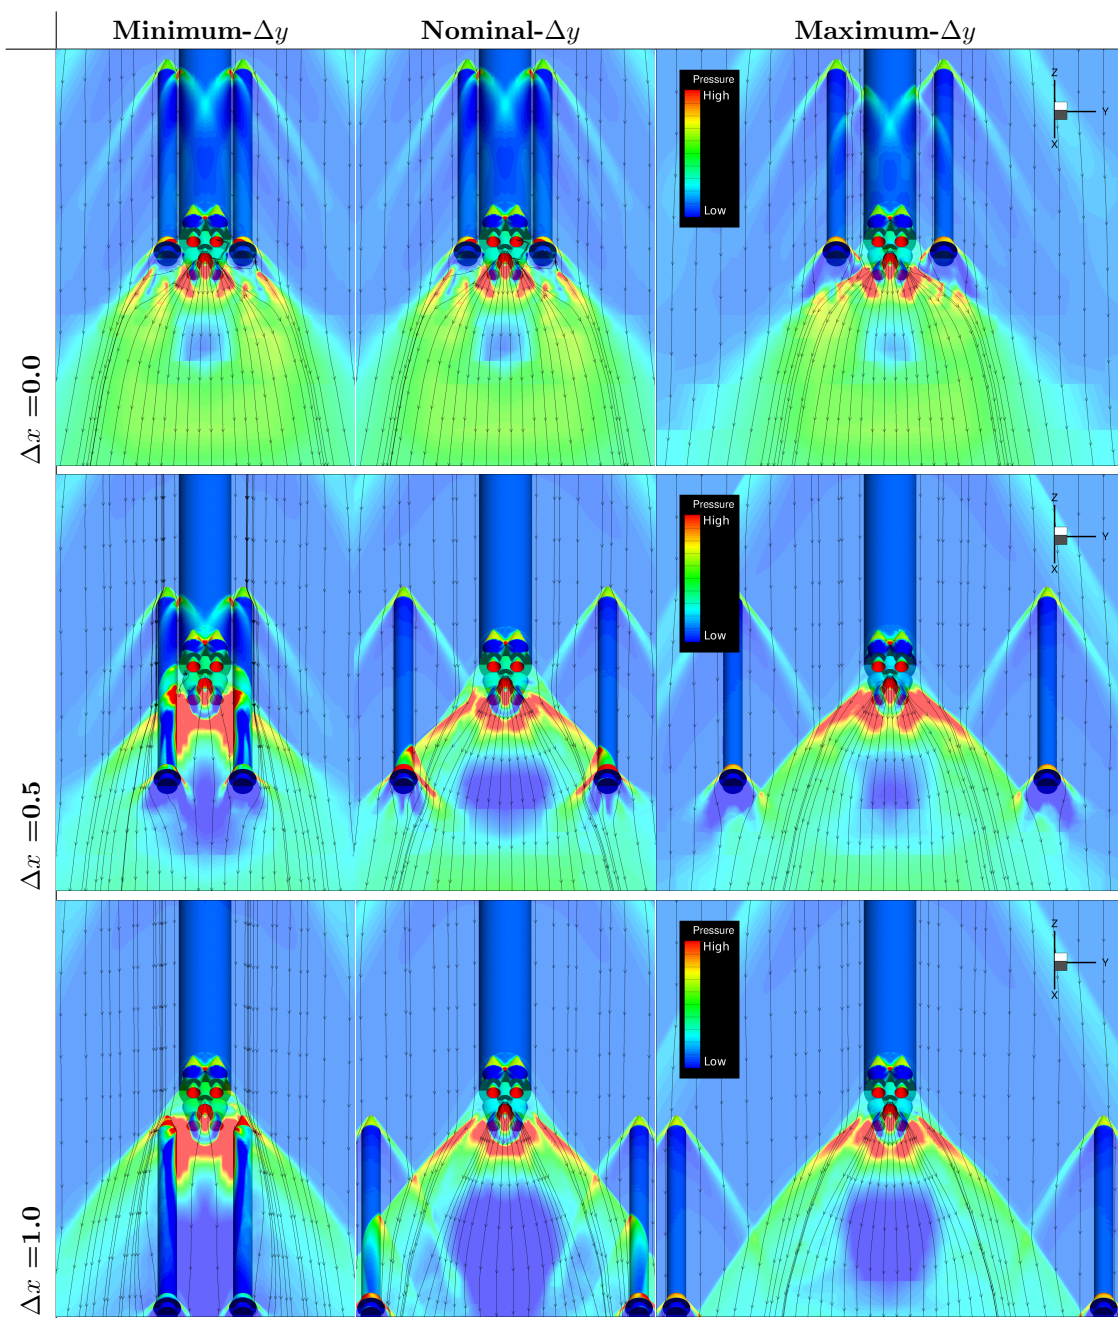 Minimum-Δy Nominal-Δy Maximum-Δy
Δx =0.0
Pressure
High
Low
Z
Y
X
Δx =0.5
Pressure
High
Low
Z
Y
X
Δx =1.0
Pressure
High
Low
Z
Y
X